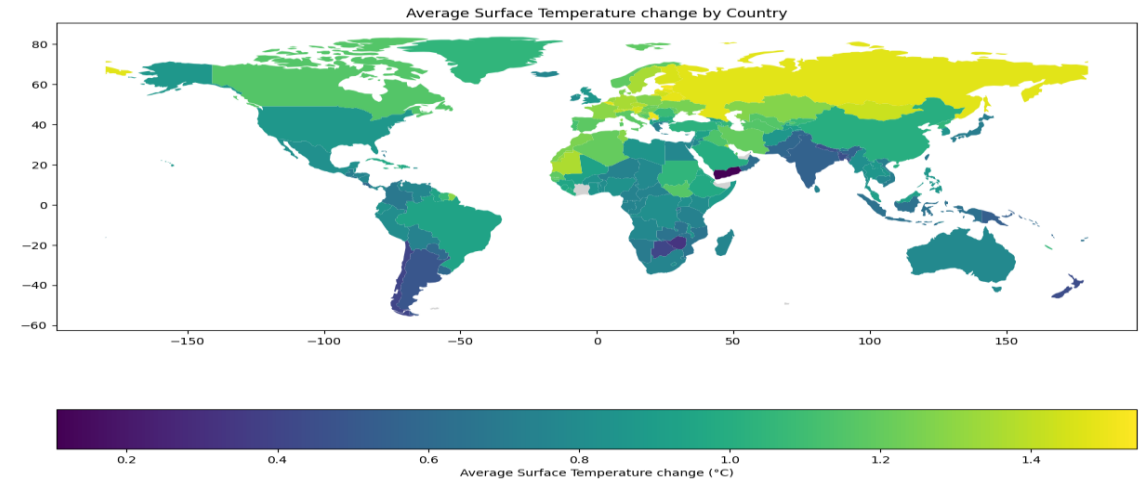 Average Surface Temperature change by Country
80
60
40
20
0
−20
−40
−60
−150 −100 −50 0 50 100 150
0.2 0.4 0.6 0.8 1.0 1.2 1.4
Average Surface Temperature change (°C)